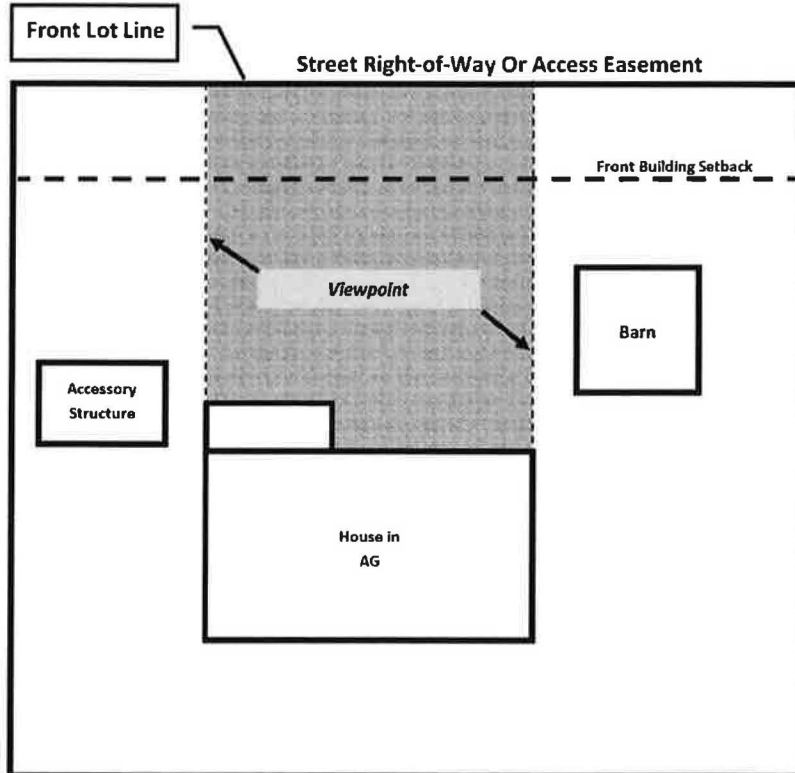 Front Lot Line
Street Right-of-Way Or Access Easement
Front Building Setback
Viewpoint
Barn
Accessory
Structure
House in
AG